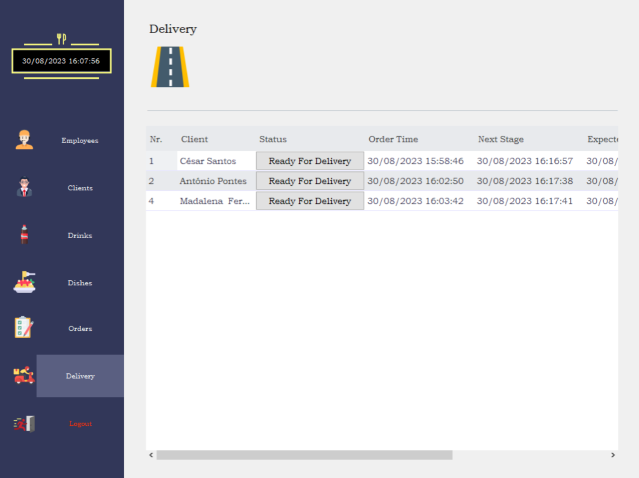 30/08/2023 16:07:56
Employees
Clients
Drinks
Dishes
Orders
Delivery
Logout
Delivery
Nr. Client Status Order Time Next Stage Expecte
1 César Santos Ready For Delivery 30/08/2023 15:58:46 30/08/2023 16:16:57 30/08/
2 António Pontes Ready For Delivery 30/08/2023 16:02:50 30/08/2023 16:17:38 30/08/
4 Madalena Fer... Ready For Delivery 30/08/2023 16:03:42 30/08/2023 16:17:41 30/08/